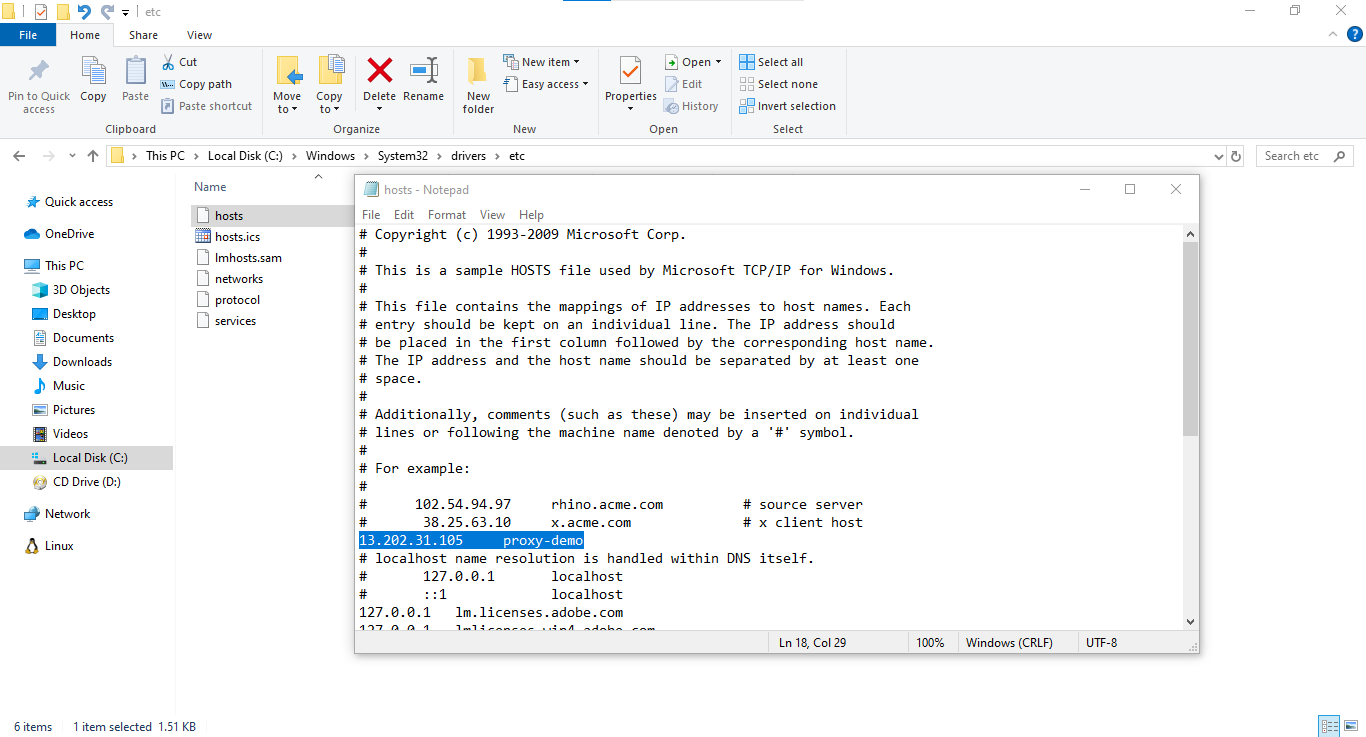 etc
File Home Share View
Pin to Quick access
Copy
Paste
Cut
Copy path
Paste shortcut
Clipboard
Move to
Copy to
Delete
Rename
Organize
New folder
New item
Easy access
New
Properties
Open
Edit
History
Open
Select all
Select none
Invert selection
Select
This PC > Local Disk (C:) > Windows > System32 > drivers > etc
Search etc
Quick access
OneDrive
This PC
3D Objects
Desktop
Documents
Downloads
Music
Pictures
Videos
Local Disk (C:)
CD Drive (D:)
Network
Linux
Name
hosts
hosts.ics
lmhosts.sam
networks
protocol
services
hosts - Notepad
File Edit Format View Help
# Copyright (c) 1993-2009 Microsoft Corp.
#
# This is a sample HOSTS file used by Microsoft TCP/IP for Windows.
#
# This file contains the mappings of IP addresses to host names. Each
# entry should be kept on an individual line. The IP address should
# be placed in the first column followed by the corresponding host name.
# The IP address and the host name should be separated by at least one
# space.
#
# Additionally, comments (such as these) may be inserted on individual
# lines or following the machine name denoted by a '#' symbol.
#
# For example:
#
# 102.54.94.97 rhino.acme.com # source server
# 38.25.63.10 x.acme.com # x client host
13.202.31.105 proxy-demo
# localhost name resolution is handled within DNS itself.
# 127.0.0.1 localhost
# ::1 localhost
127.0.0.1 lm.licenses.adobe.com
127.0.0.1
Ln 18, Col 29
100%
Windows (CRLF)
UTF-8
6 items
1 item selected 1.51 KB